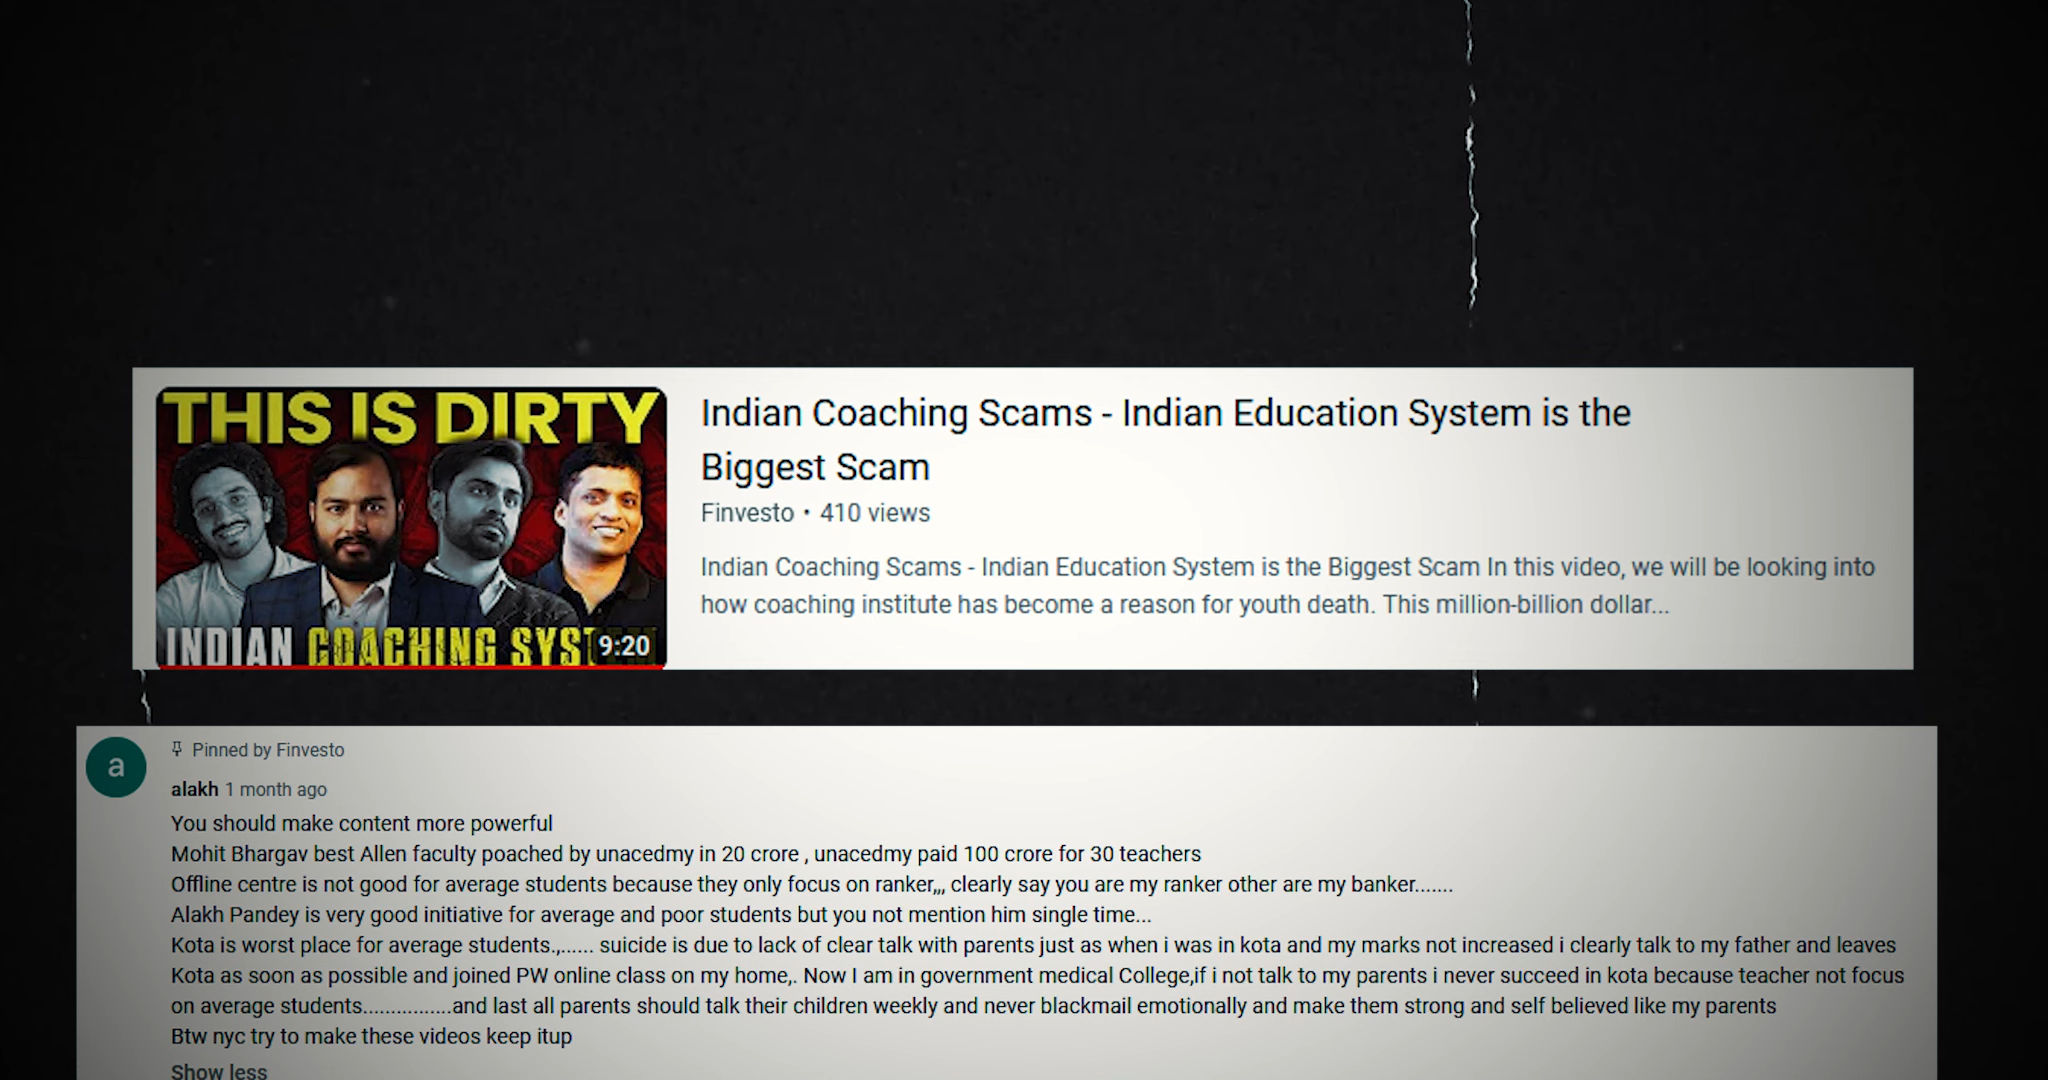 THIS IS DIRTY
INDIAN COACHING SYST
9:20
Indian Coaching Scams - Indian Education System is the
Biggest Scam
Finvesto • 410 views
Indian Coaching Scams - Indian Education System is the Biggest Scam In this video, we will be looking into
how coaching institute has become a reason for youth death. This million-billion dollar...
a
Pinned by Finvesto
alakh 1 month ago
You should make content more powerful
Mohit Bhargav best Allen faculty poached by unacedmy in 20 crore , unacedmy paid 100 crore for 30 teachers
Offline centre is not good for average students because they only focus on ranker,,, clearly say you are my ranker other are my banker.......
Alakh Pandey is very good initiative for average and poor students but you not mention him single time...
Kota is worst place for average students.,...... suicide is due to lack of clear talk with parents just as when i was in kota and my marks not increased i clearly talk to my father and leaves
Kota as soon as possible and joined PW online class on my home,. Now I am in government medical College,if i not talk to my parents i never succeed in kota because teacher not focus
on average students................and last all parents should talk their children weekly and never blackmail emotionally and make them strong and self believed like my parents
Btw nyc try to make these videos keep itup
Show less